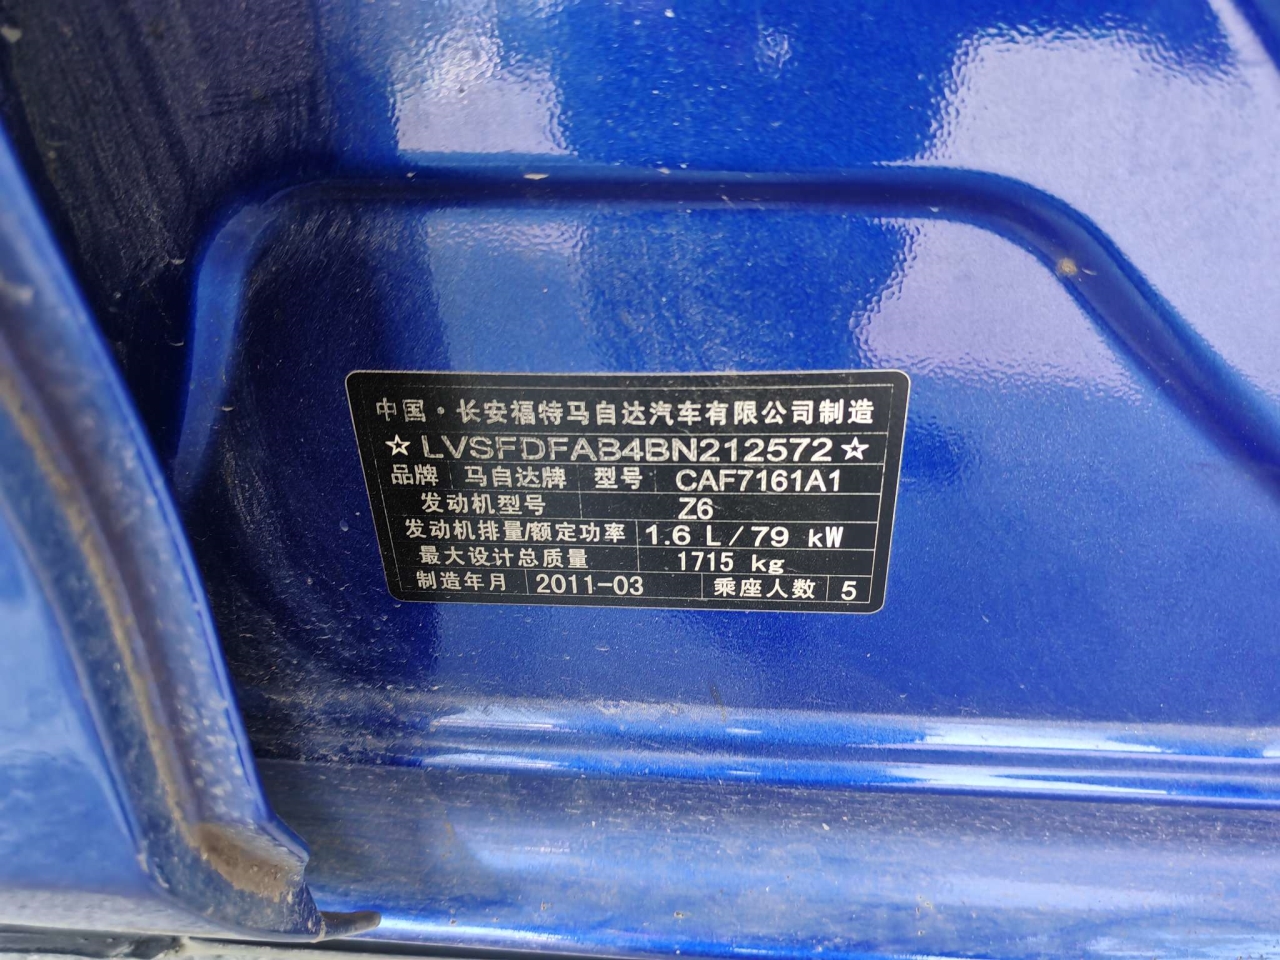 中国·长安福特马自达汽车有限公司制造
☆LVSFDFAB4BN212572☆
品牌 马自达牌 型号 CAF7161A1
发动机型号 Z6
发动机排量/额定功率 1.6 L/79 kW
最大设计总质量 1715 kg
制造年月 2011-03 乘座人数 5